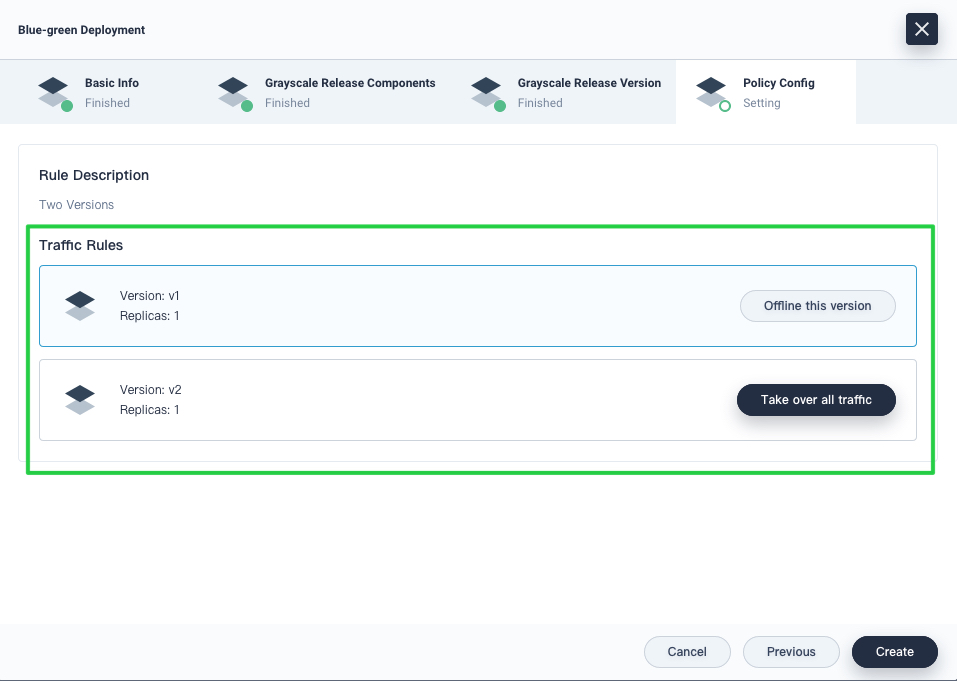 Blue-green Deployment
Basic Info
Finished
Grayscale Release Components
Finished
Grayscale Release Version
Finished
Policy Config
Setting
Rule Description
Two Versions
Traffic Rules
Version: v1
Replicas: 1
Offline this version
Version: v2
Replicas: 1
Take over all traffic
Cancel
Previous
Create